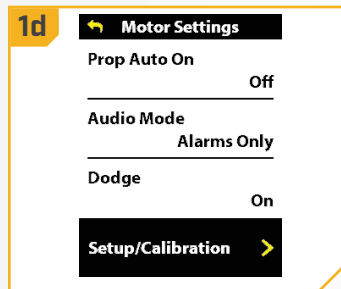 1d
Motor Settings
Prop Auto On
Off
Audio Mode
Alarms Only
Dodge
On
Setup/Calibration